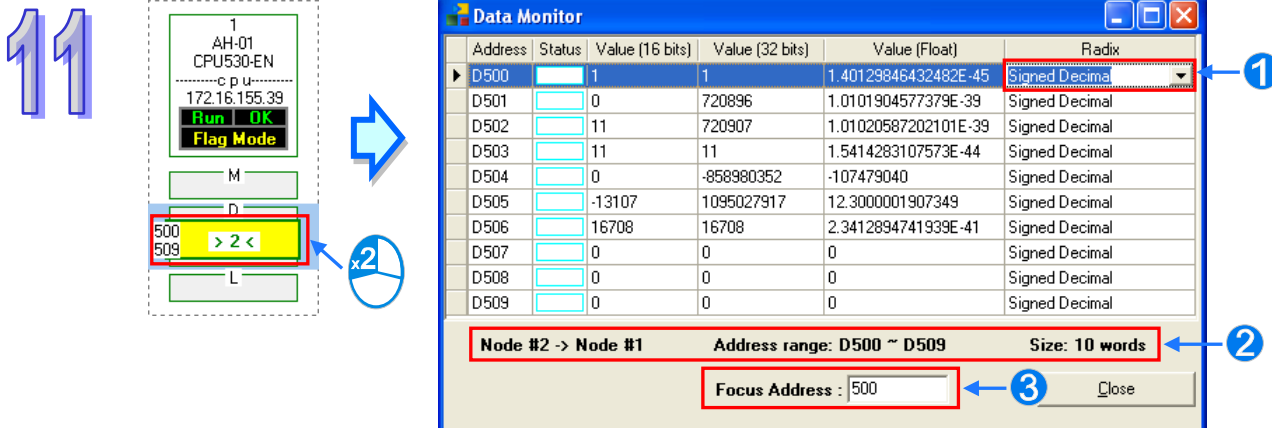 11
1
AH-01
CPU530-EN
---------c p u---------
172.16.155.39
Run OK
Flag Mode
M
D
500
509
> 2 <
L
x2
Data Monitor
Address Status Value (16 bits) Value (32 bits) Value (Float) Radix
D500 1 1 1.40129846432482E-45 Signed Decimal
D501 0 720896 1.0101904577379E-39 Signed Decimal
D502 11 720907 1.01020587202101E-39 Signed Decimal
D503 11 11 1.5414283107573E-44 Signed Decimal
D504 0 -858980352 -107479040 Signed Decimal
D505 -13107 1095027917 12.3000001907349 Signed Decimal
D506 16708 16708 2.3412894741939E-41 Signed Decimal
D507 0 0 0 Signed Decimal
D508 0 0 0 Signed Decimal
D509 0 0 0 Signed Decimal
1
Node #2 -> Node #1 Address range: D500 ~ D509 Size: 10 words
2
Focus Address : 500
3
Close